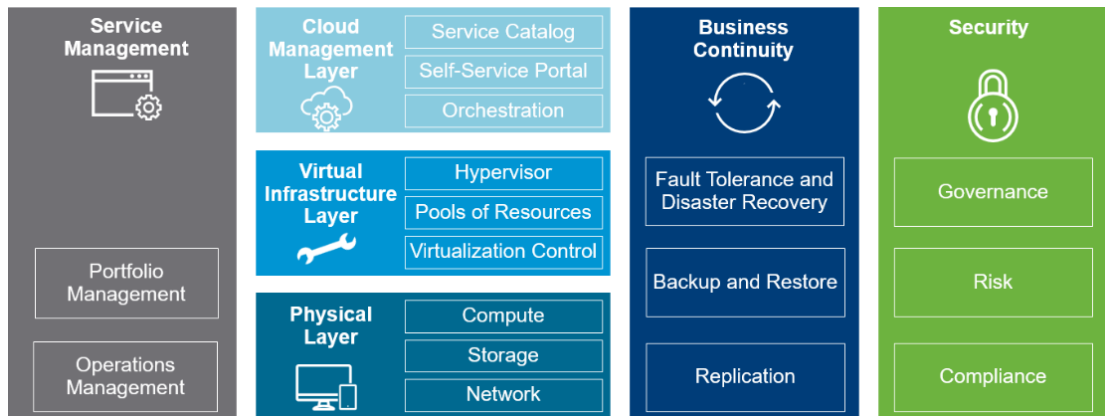 Service
Management
Portfolio
Management
Operations
Management
Cloud
Management
Layer
Service Catalog
Self-Service Portal
Orchestration
Virtual
Infrastructure
Layer
Hypervisor
Pools of Resources
Virtualization Control
Physical
Layer
Compute
Storage
Network
Business
Continuity
Fault Tolerance and
Disaster Recovery
Backup and Restore
Replication
Security
Governance
Risk
Compliance